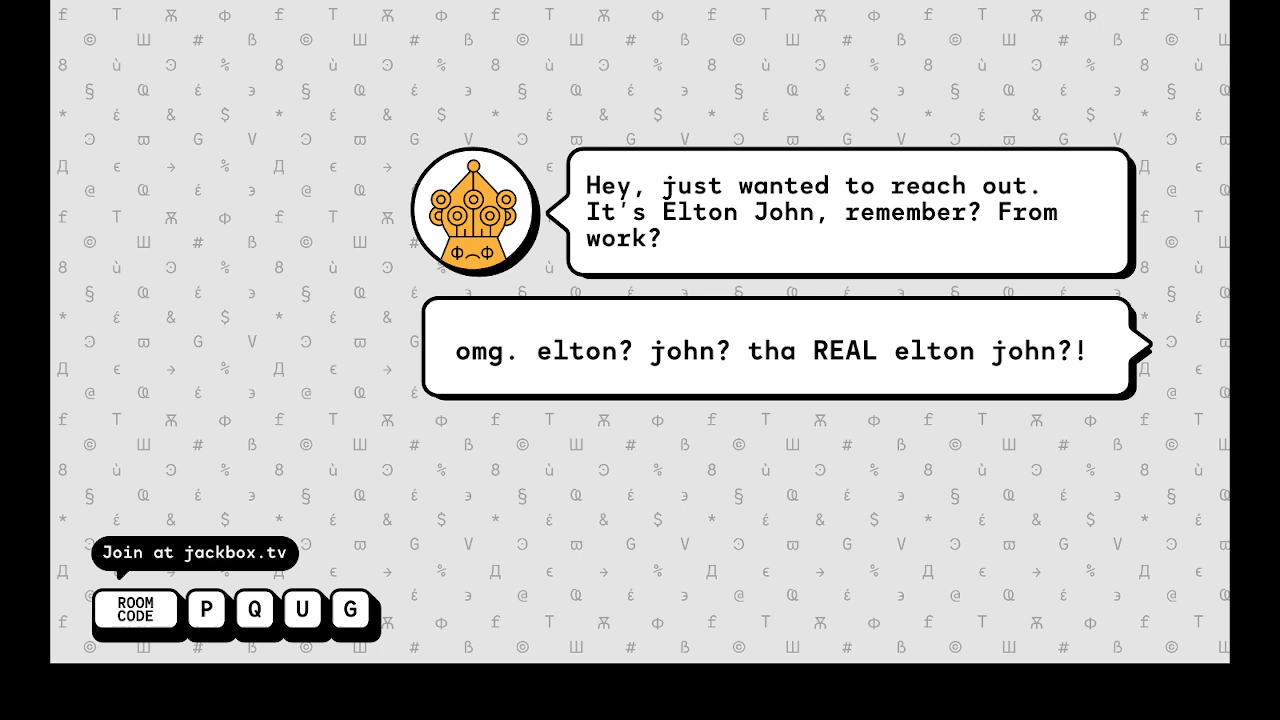 Hey, just wanted to reach out.
It's Elton John, remember? From
work?
omg. elton? john? tha REAL elton john?!
Join at jackbox.tv
ROOM
CODE
P Q U G